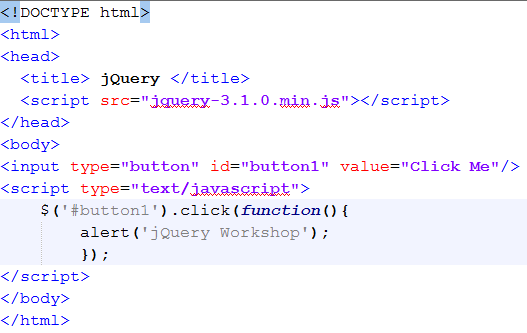 <!DOCTYPE html>
<html>
<head>
  <title> jQuery </title>
  <script src="jquery-3.1.0.min.js"></script>
</head>
<body>
<input type="button" id="button1" value="Click Me"/>
<script type="text/javascript">
    $('#button1').click(function(){
        alert('jQuery Workshop');
        });
</script>
</body>
</html>